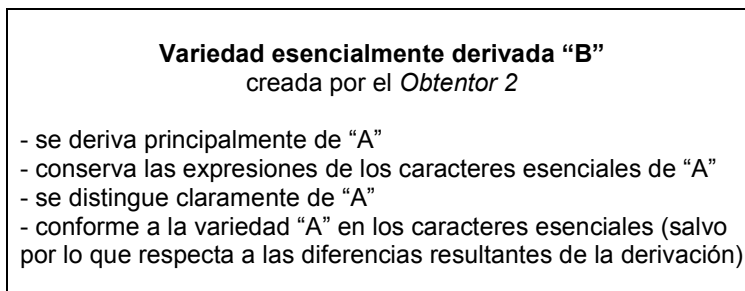 Variedad esencialmente derivada “B”
creada por el Obtentor 2
- se deriva principalmente de “A”
- conserva las expresiones de los caracteres esenciales de “A”
- se distingue claramente de “A”
- conforme a la variedad “A” en los caracteres esenciales (salvo
por lo que respecta a las diferencias resultantes de la derivación)